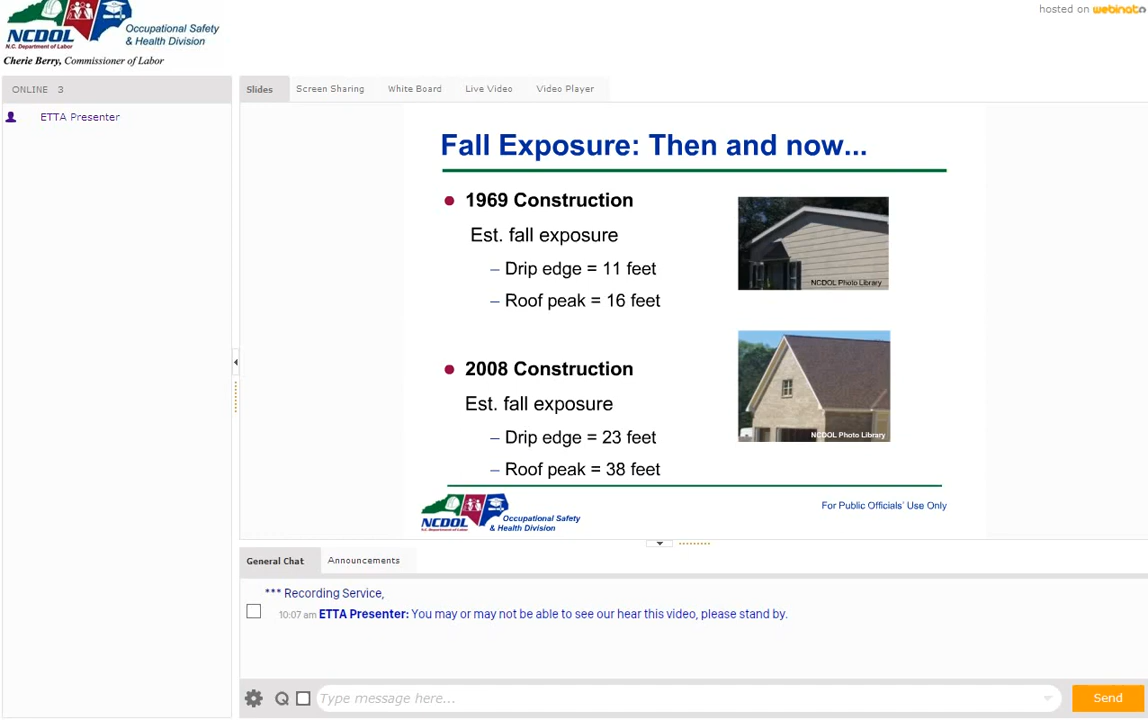 hosted on webinato
NCDOL
N.C. Department of Labor
Occupational Safety
& Health Division
Cherie Berry, Commissioner of Labor
ONLINE 3
ETTA Presenter
Slides
Screen Sharing
White Board
Live Video
Video Player
Fall Exposure: Then and now...
1969 Construction
Est. fall exposure
– Drip edge = 11 feet
– Roof peak = 16 feet
NCDOL Photo Library
2008 Construction
Est. fall exposure
– Drip edge = 23 feet
– Roof peak = 38 feet
NCDOL Photo Library
NCDOL
N.C. Department of Labor
Occupational Safety
& Health Division
For Public Officials' Use Only
General Chat
Announcements
*** Recording Service,
10:07 am ETTA Presenter: You may or may not be able to see our hear this video, please stand by.
Q
Type message here...
Send